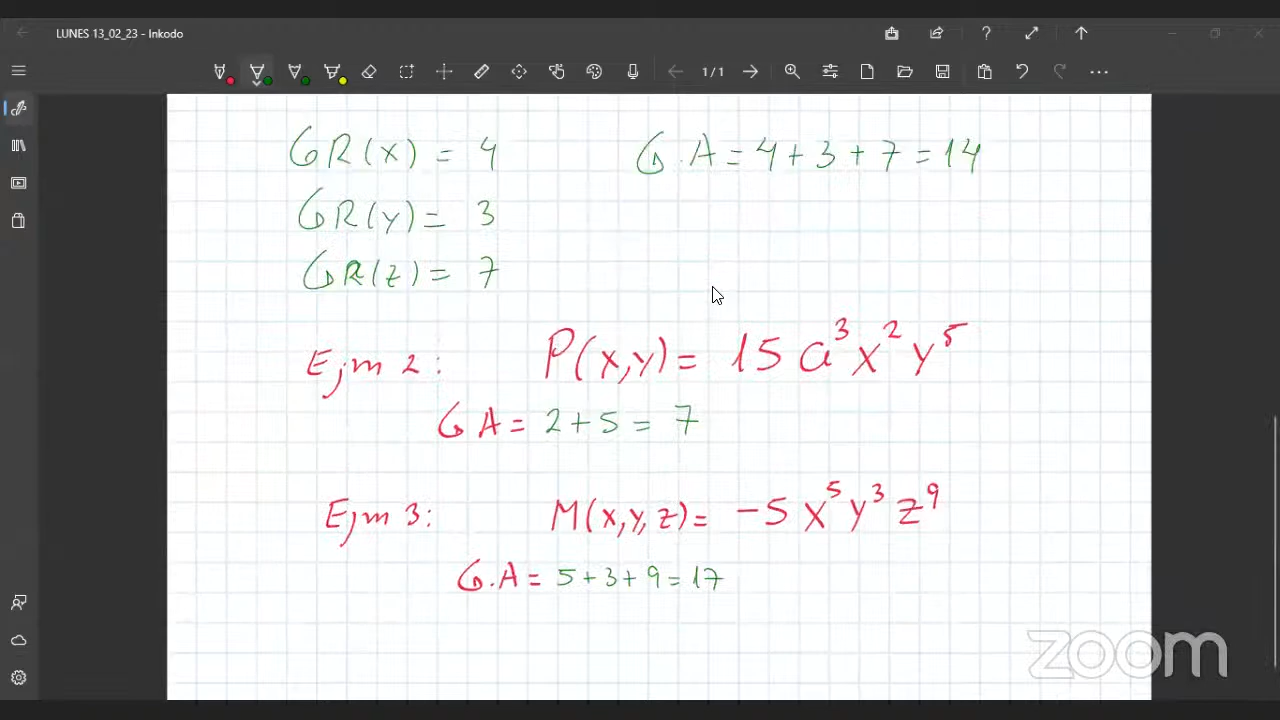 LUNES 13_02_23 - Inkodo
1/1
GR(x) = 4 G.A = 4+3+7 = 14
GR(y) = 3
GR(z) = 7
Ejm 2: P(x,y) = 15 a³x²y⁵
GA = 2+5 = 7
Ejm 3: M(x,y,z) = -5 x⁵y³z⁹
G.A = 5+3+9 = 17
zoom